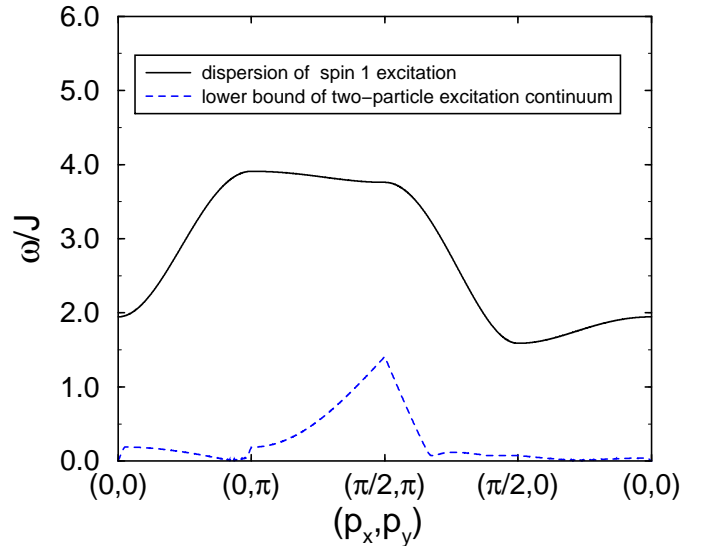 6.0
dispersion of spin 1 excitation
lower bound of two−particle excitation continuum
5.0
4.0
ω/J
3.0
2.0
1.0
0.0
(0,0) (0,π) (π/2,π) (π/2,0) (0,0)
(pₓ,p_y)